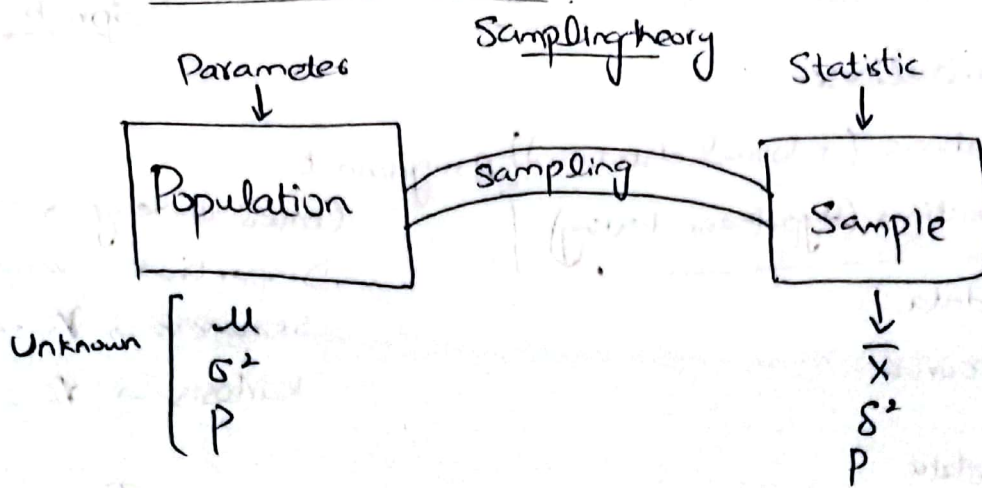 Sampling theory
Parameter
Statistic
Population
Sampling
Sample
Unknown
μ
σ²
P
x̄
s²
p